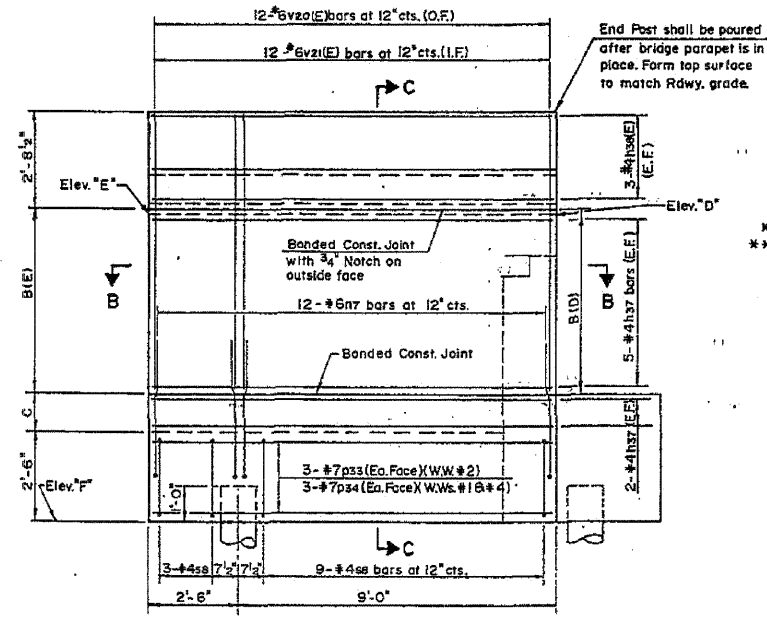 12-#6v20(E)bars at 12"cts.(O.F.)
12-#6v21(E) bars at 12"cts.(I.F.)
End Post shall be poured
after bridge parapet is in
place. Form top surface
to match Rdwy. grade.
C
2'-8½"
3-#4h38(E)
(E.F.)
Elev."E"
Elev."D"
*
**
Bonded Const. Joint
with ¾" Notch on
outside face
B
B
B(E)
B(D)
5-#4h37 bars (E.F.)
12-#6n7 bars at 12"cts.
Bonded Const. Joint
C
2-#4h37(E.F.)
2'-6"
3-#7p33(Ea.Face)(W.W.#2)
3-#7p34(Ea.Face)(W.Ws.#1&#4)
Elev."F"
1'-0"
C
3-#4s8
7½"
7½"
9-#4s8 bars at 12"cts.
2'-6"
9'-0"